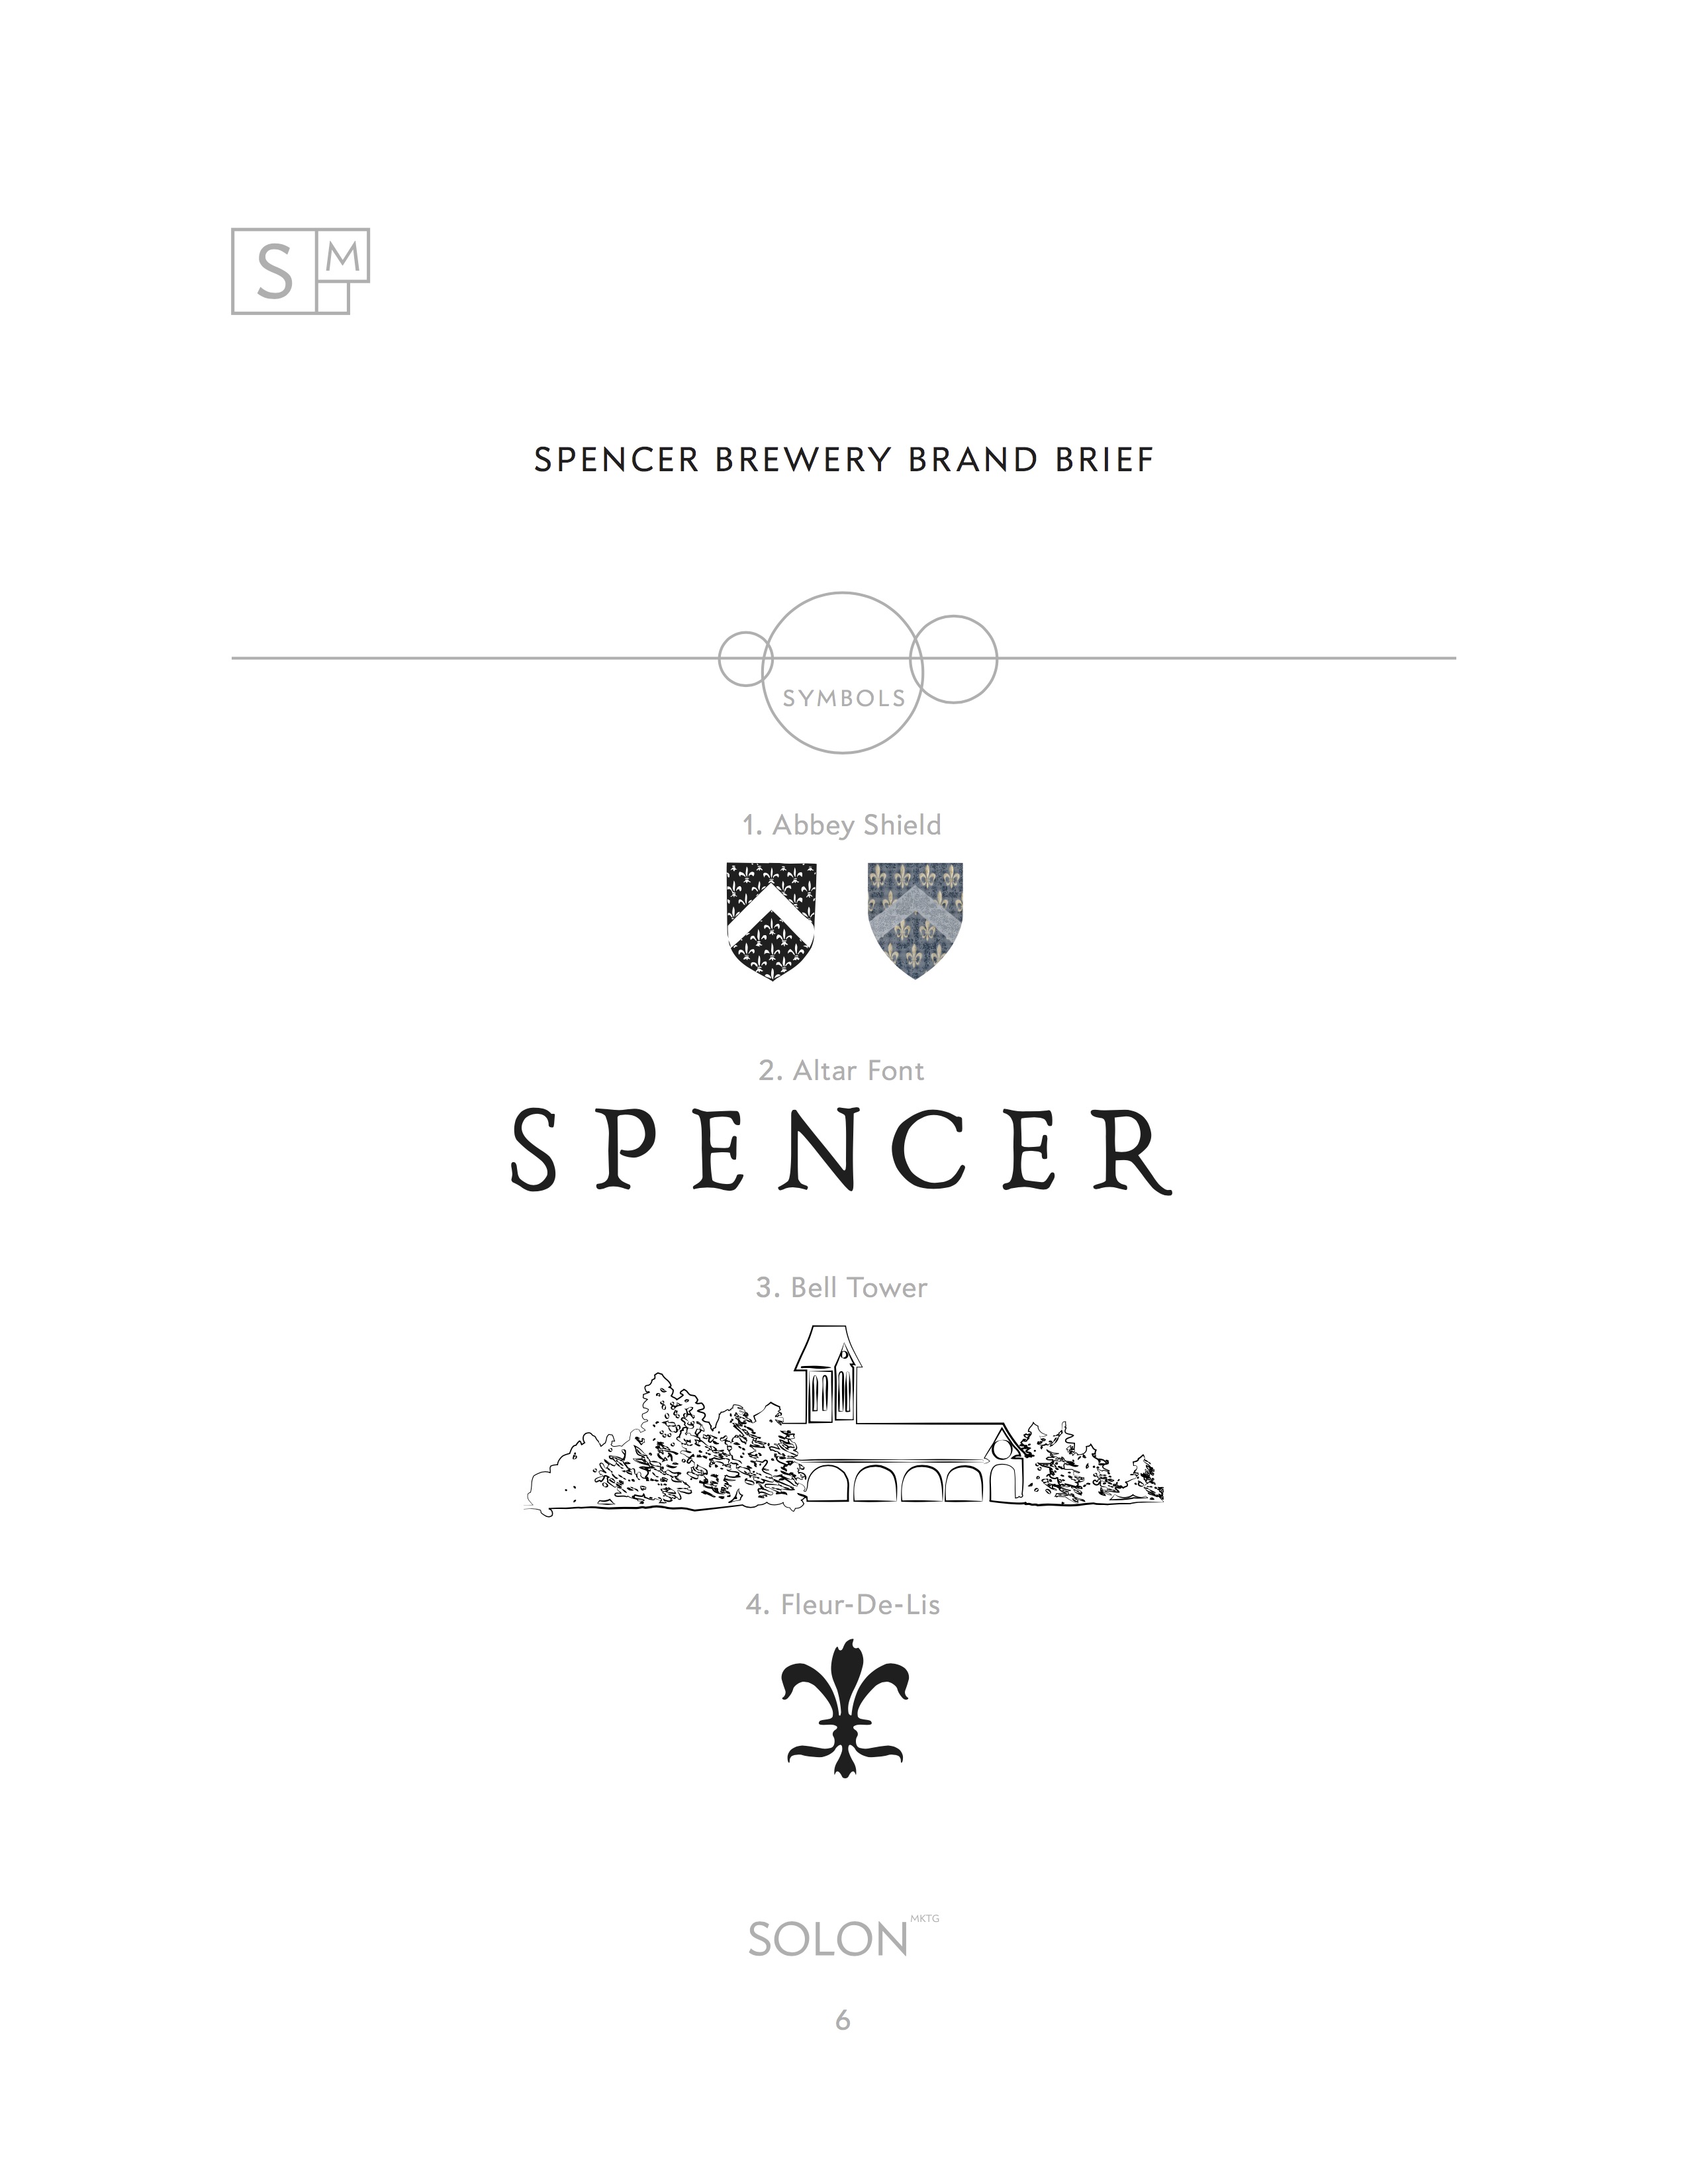 S M
SPENCER BREWERY BRAND BRIEF
SYMBOLS
1. Abbey Shield
2. Altar Font
SPENCER
3. Bell Tower
4. Fleur-De-Lis
SOLON MKTG
6